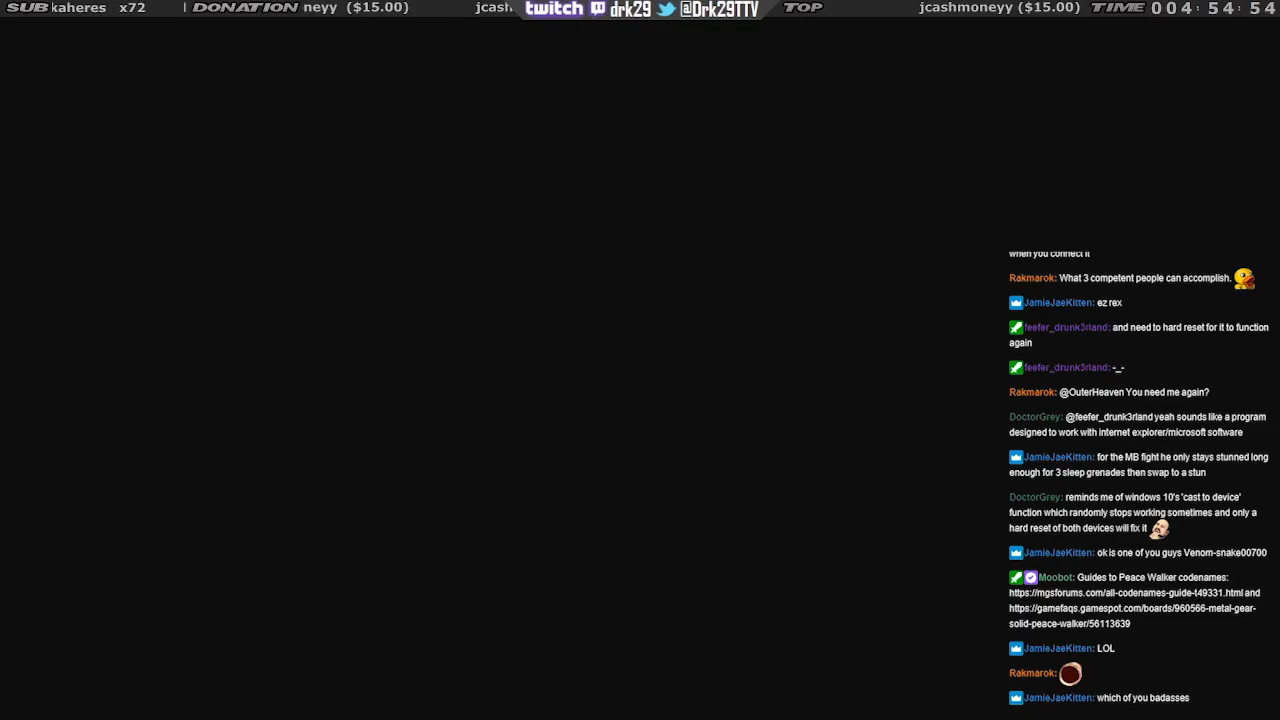 SUB kaheres x72 | DONATION neyy ($15.00) jcash twitch drk29 @Drk29TTV TOP jcashmoneyy ($15.00) TIME 004:54:54
when you connect it
Rakmarok: What 3 competent people can accomplish.
JamieJaeKitten: ez rex
feefer_drunk3rland: and need to hard reset for it to function
again
feefer_drunk3rland: -_-
Rakmarok: @OuterHeaven You need me again?
DoctorGrey: @feefer_drunk3rland yeah sounds like a program
designed to work with internet explorer/microsoft software
JamieJaeKitten: for the MB fight he only stays stunned long
enough for 3 sleep grenades then swap to a stun
DoctorGrey: reminds me of windows 10's 'cast to device'
function which randomly stops working sometimes and only a
hard reset of both devices will fix it
JamieJaeKitten: ok is one of you guys Venom-snake00700
Moobot: Guides to Peace Walker codenames:
https://mgsforums.com/all-codenames-guide-t49331.html and
https://gamefaqs.gamespot.com/boards/960566-metal-gear-
solid-peace-walker/56113639
JamieJaeKitten: LOL
Rakmarok:
JamieJaeKitten: which of you badasses